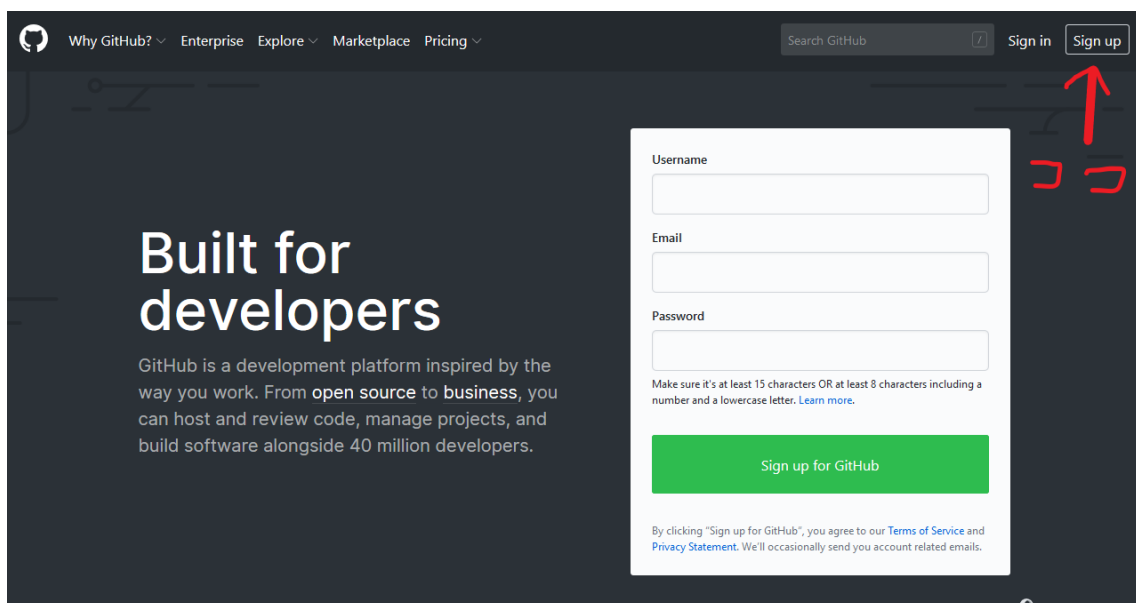 Why GitHub? Enterprise Explore Marketplace Pricing Search GitHub / Sign in Sign up
ココ
Built for
developers
GitHub is a development platform inspired by the
way you work. From open source to business, you
can host and review code, manage projects, and
build software alongside 40 million developers.
Username
Email
Password
Make sure it's at least 15 characters OR at least 8 characters including a
number and a lowercase letter. Learn more.
Sign up for GitHub
By clicking “Sign up for GitHub”, you agree to our Terms of Service and
Privacy Statement. We'll occasionally send you account related emails.